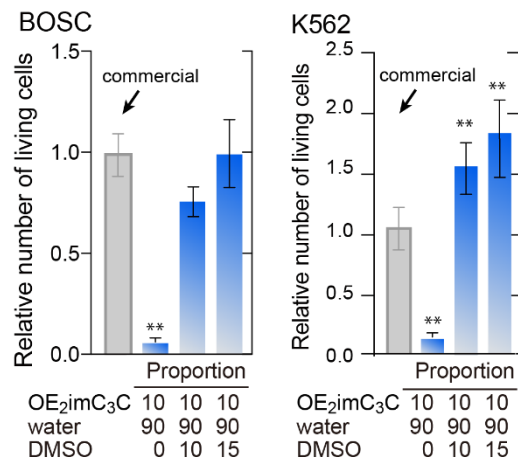 BOSC
Relative number of living cells
1.5
1.0
0.5
0.0
commercial
**
Proportion
OE₂imC₃C 10 10 10
water 90 90 90
DMSO 0 10 15
K562
Relative number of living cells
2.5
2.0
1.5
1.0
0.5
0.0
commercial
**
**
**
Proportion
OE₂imC₃C 10 10 10
water 90 90 90
DMSO 0 10 15